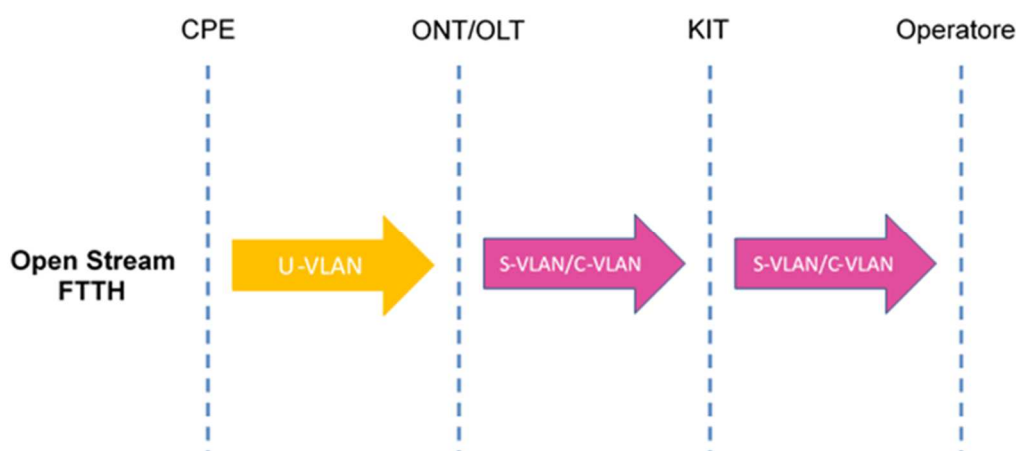 CPE
ONT/OLT
KIT
Operatore
Open Stream
FTTH
U-VLAN
S-VLAN/C-VLAN
S-VLAN/C-VLAN